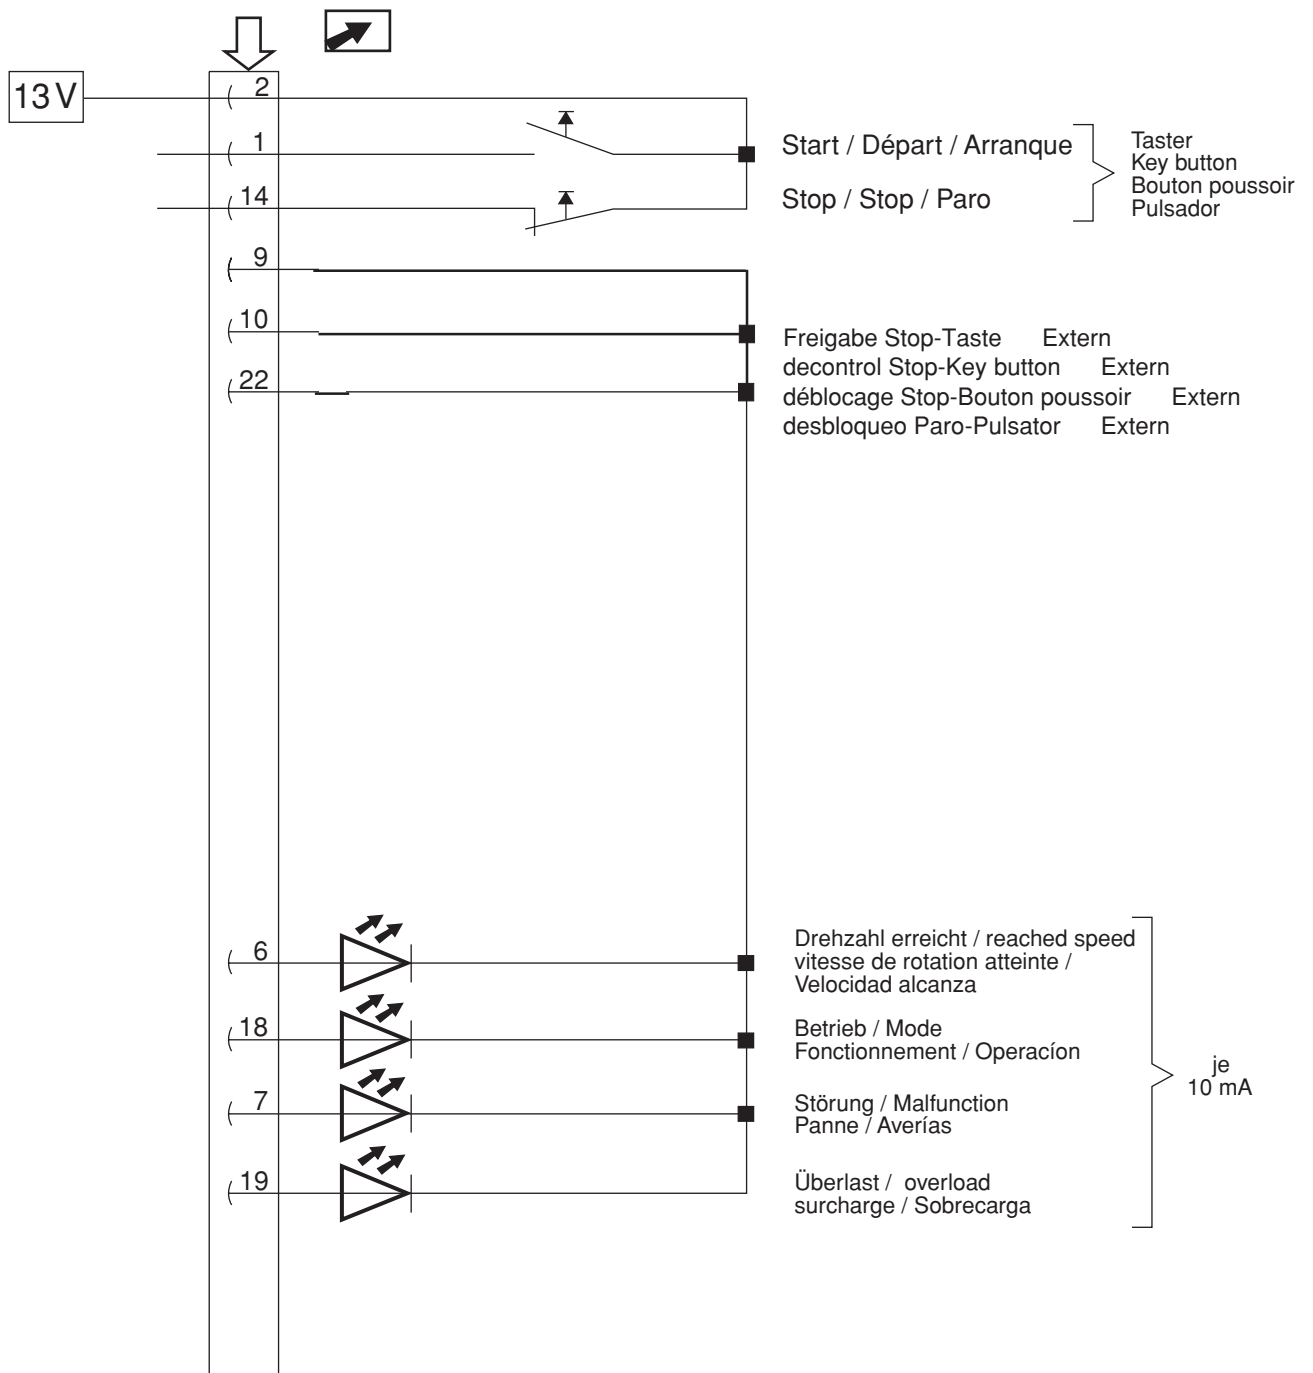 13 V
2
1
Start / Départ / Arranque
14
Stop / Stop / Paro
Taster
Key button
Bouton poussoir
Pulsador
9
10
22
Freigabe Stop-Taste Extern
decontrol Stop-Key button Extern
déblocage Stop-Bouton poussoir Extern
desbloqueo Paro-Pulsator Extern
6
Drehzahl erreicht / reached speed
vitesse de rotation atteinte /
Velocidad alcanza
18
Betrieb / Mode
Fonctionnement / Operacíon
7
Störung / Malfunction
Panne / Averías
19
Überlast / overload
surcharge / Sobrecarga
je
10 mA